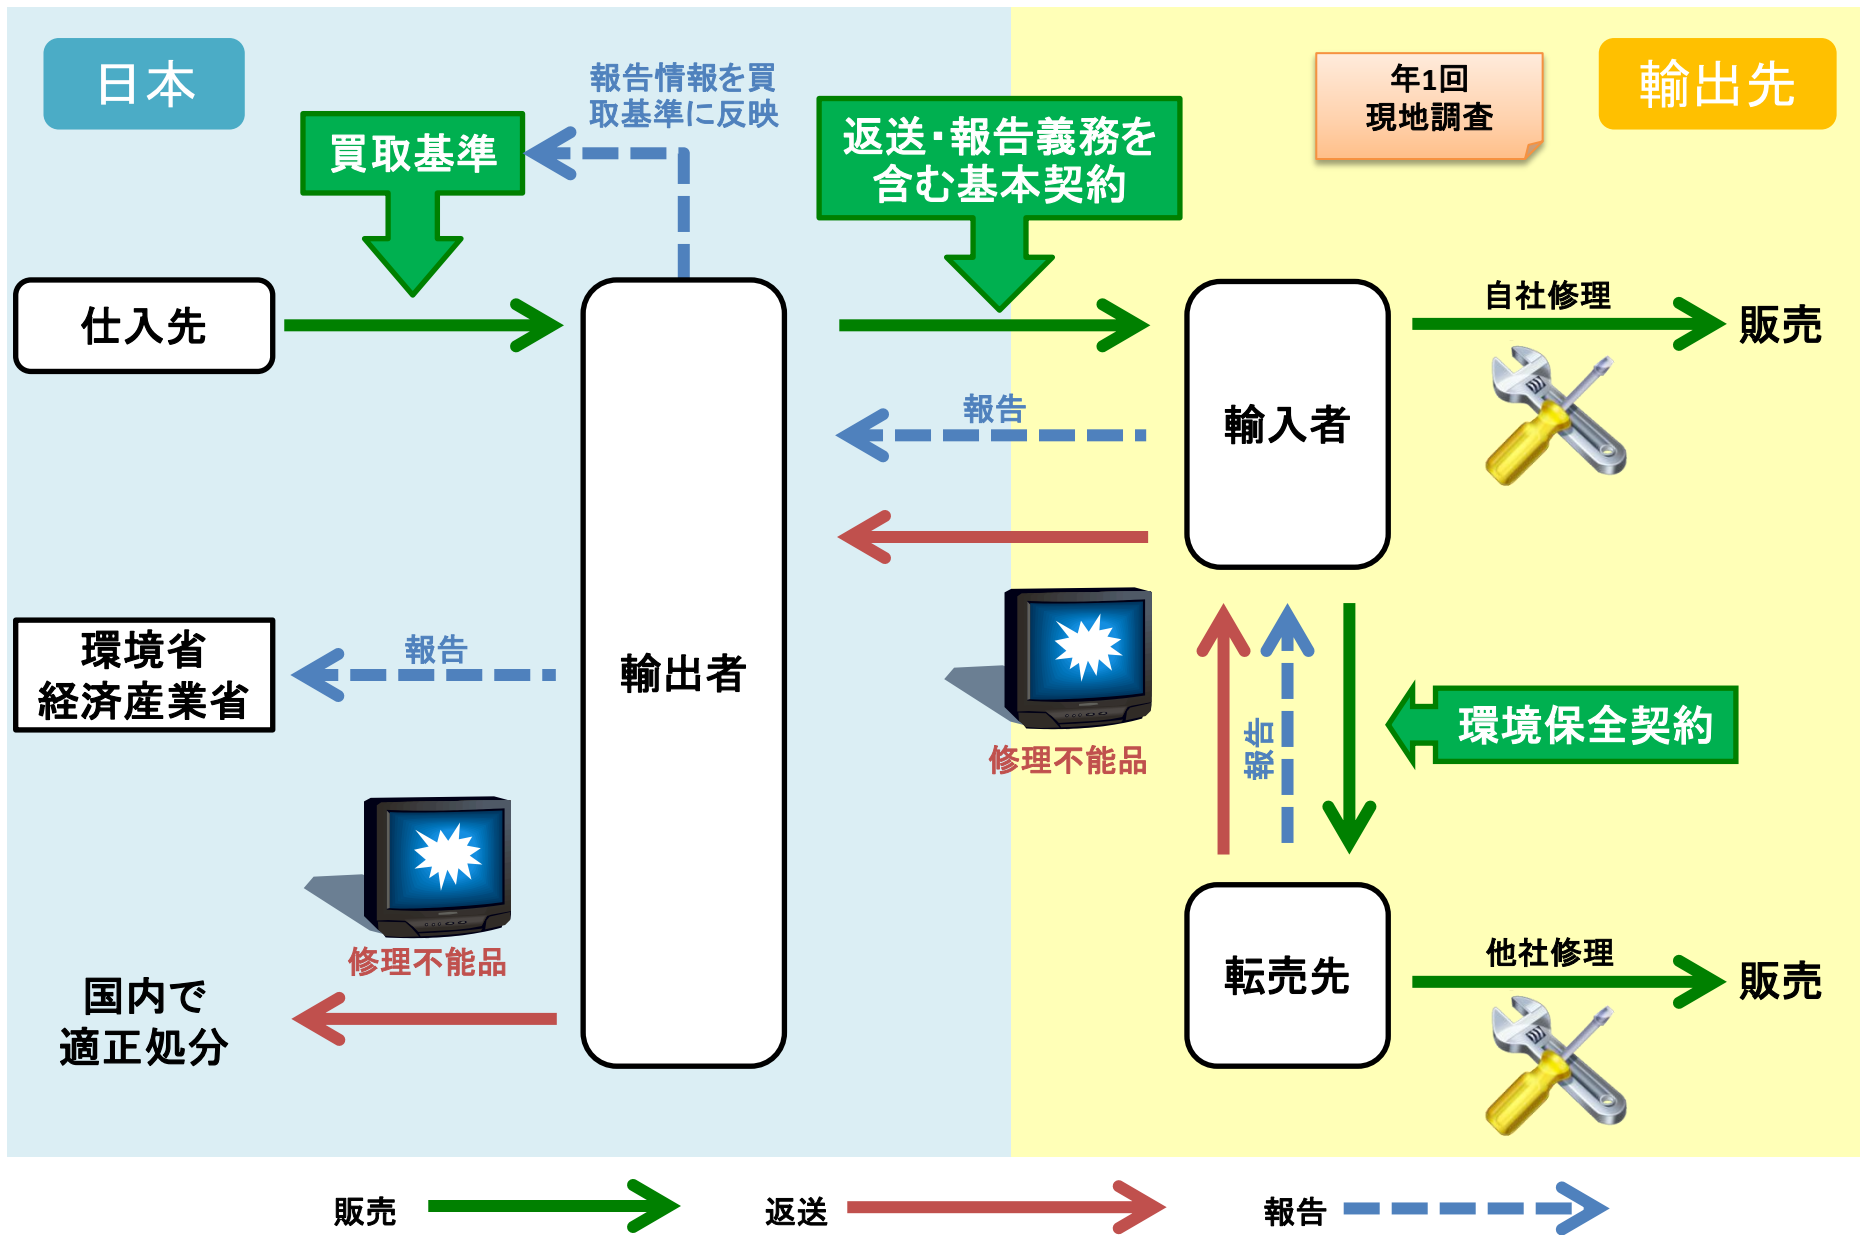 日本
報告情報を買
取基準に反映
買取基準
返送・報告義務を
含む基本契約
年1回
現地調査
輸出先
仕入先
自社修理
販売
報告
輸入者
環境省
経済産業省
報告
輸出者
修理不能品
報告
環境保全契約
修理不能品
国内で
適正処分
転売先
他社修理
販売
販売
返送
報告